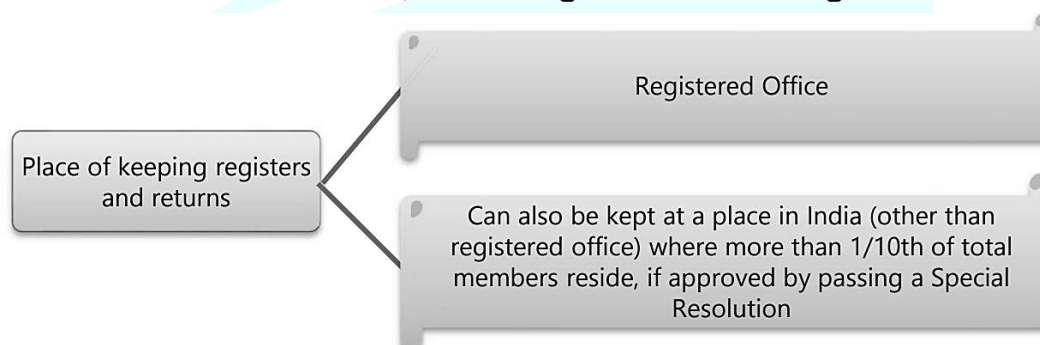 Registered Office
Place of keeping registers
and returns
Can also be kept at a place in India (other than
registered office) where more than 1/10th of total
members reside, if approved by passing a Special
Resolution